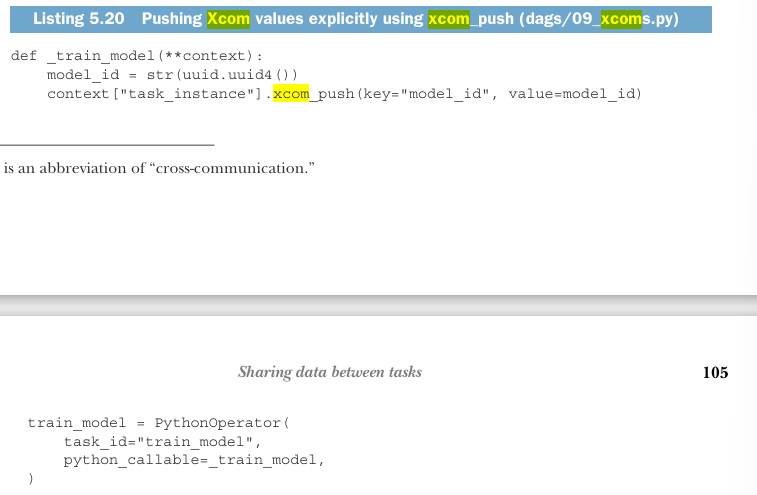 Listing 5.20 Pushing Xcom values explicitly using xcom_push (dags/09_xcoms.py)
def _train_model(**context):
    model_id = str(uuid.uuid4())
    context["task_instance"].xcom_push(key="model_id", value=model_id)
is an abbreviation of “cross-communication.”
Sharing data between tasks 105
train_model = PythonOperator(
    task_id="train_model",
    python_callable=_train_model,
)